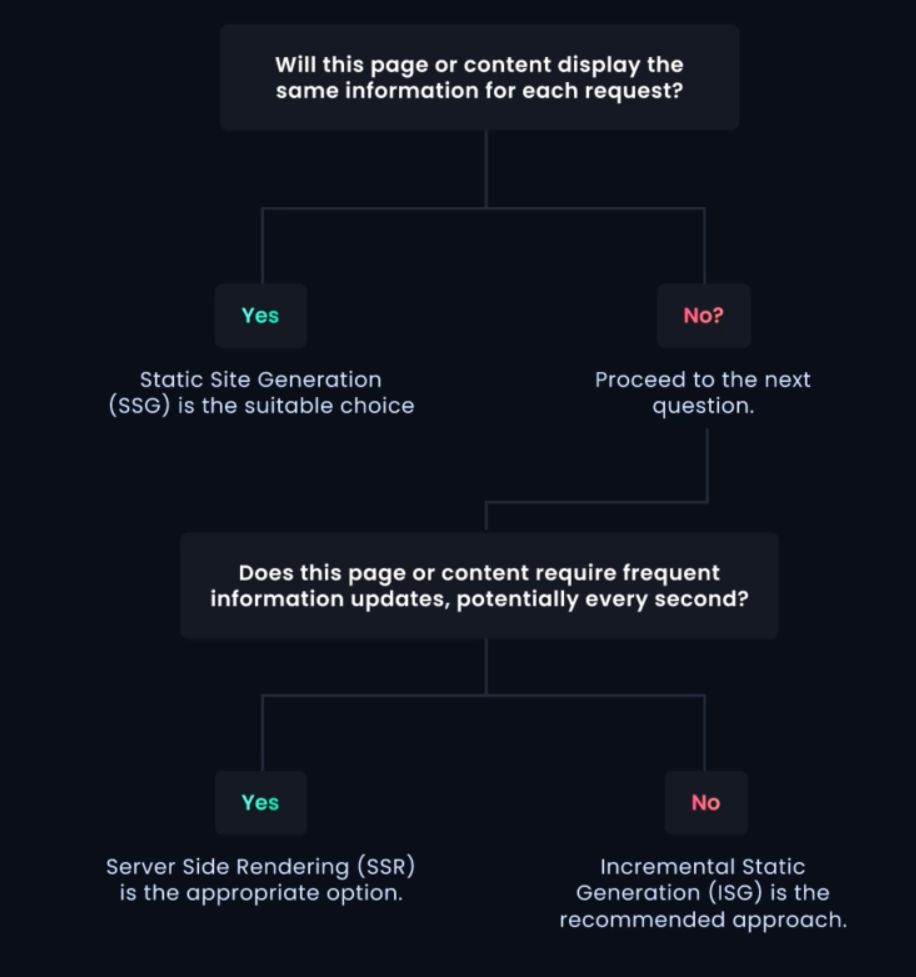 Will this page or content display the
same information for each request?
Yes
No?
Static Site Generation
(SSG) is the suitable choice
Proceed to the next
question.
Does this page or content require frequent
information updates, potentially every second?
Yes
No
Server Side Rendering (SSR)
is the appropriate option.
Incremental Static
Generation (ISG) is the
recommended approach.